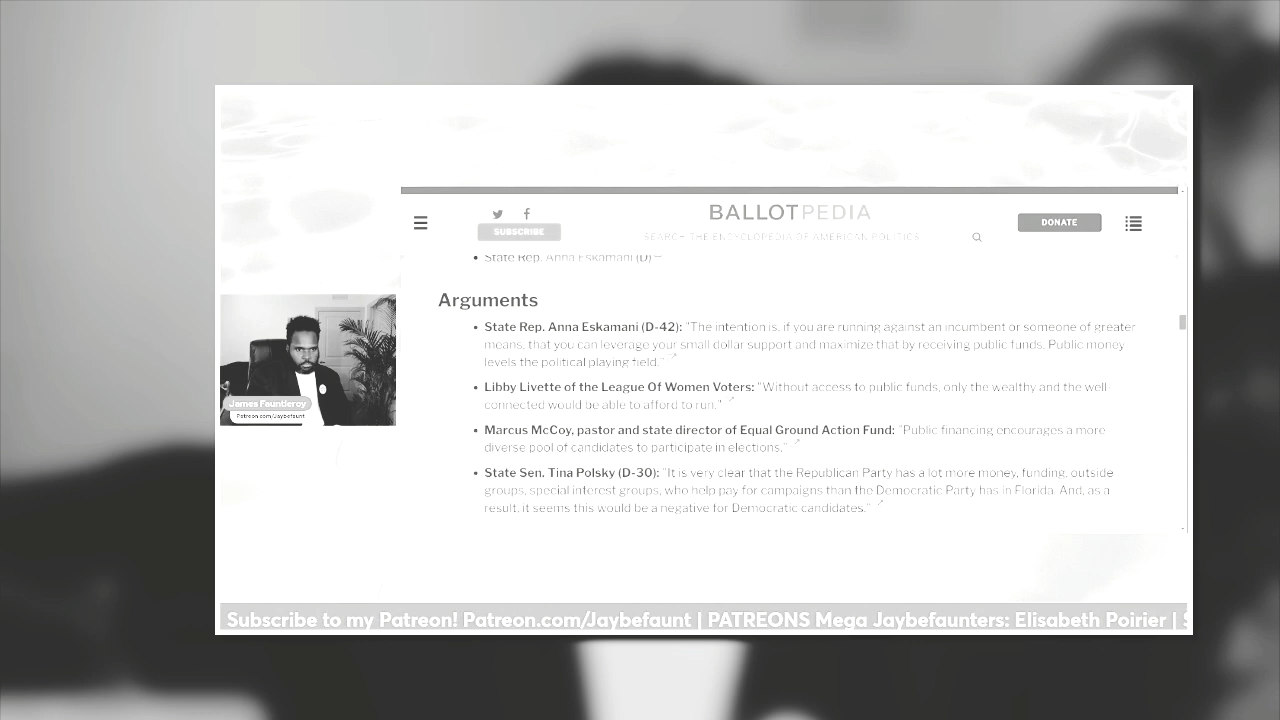 BALLOTPEDIA
SUBSCRIBE
DONATE
SEARCH THE ENCYCLOPEDIA OF AMERICAN POLITICS
• State Rep. Anna Eskamani (D) –
Arguments
• State Rep. Anna Eskamani (D-42): "The intention is, if you are running against an incumbent or someone of greater
means, that you can leverage your small dollar support and maximize that by receiving public funds. Public money
levels the political playing field."
• Libby Livette of the League Of Women Voters: "Without access to public funds, only the wealthy and the well-
connected would be able to afford to run."
• Marcus McCoy, pastor and state director of Equal Ground Action Fund: "Public financing encourages a more
diverse pool of candidates to participate in elections."
• State Sen. Tina Polsky (D-30): "It is very clear that the Republican Party has a lot more money, funding, outside
groups, special interest groups, who help pay for campaigns than the Democratic Party has in Florida. And, as a
result, it seems this would be a negative for Democratic candidates."
James Fauntleroy
Patreon.com/Jaybefaunt
Subscribe to my Patreon! Patreon.com/Jaybefaunt | PATREONS Mega Jaybefaunters: Elisabeth Poirier |